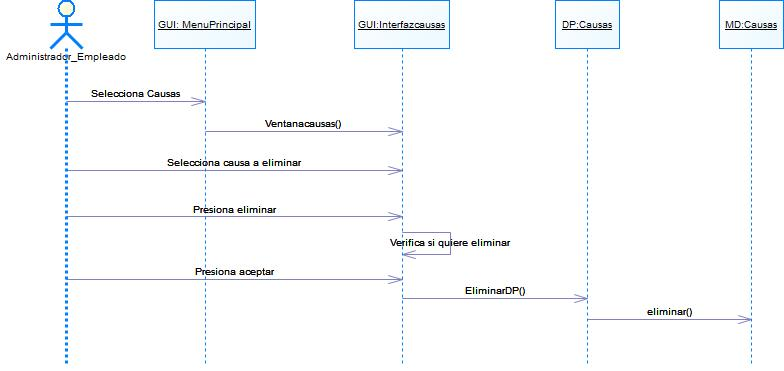 GUI: MenuPrincipal
GUI:Interfazcausas
DP:Causas
MD:Causas
Administrador_Empleado
Selecciona Causas
Ventanacausas()
Selecciona causa a eliminar
Presiona eliminar
Verifica si quiere eliminar
Presiona aceptar
EliminarDP()
eliminar()